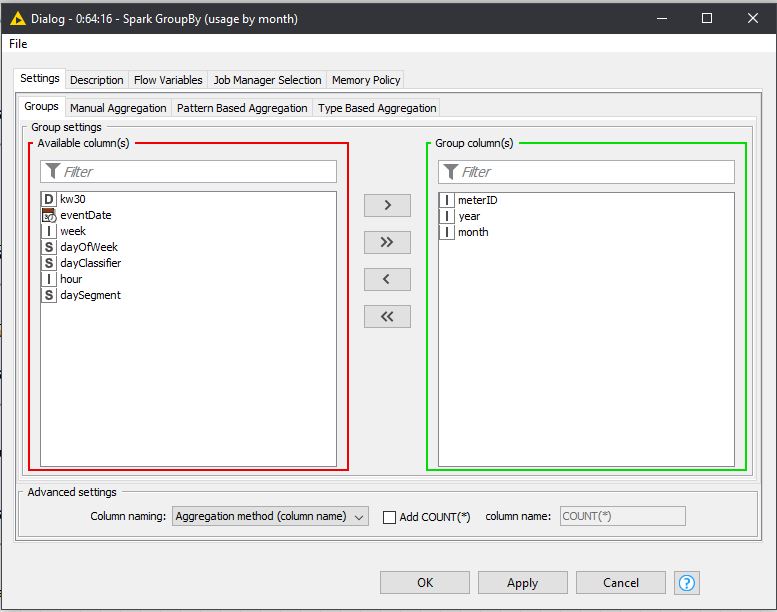 Dialog - 0:64:16 - Spark GroupBy (usage by month)
File
Settings Description Flow Variables Job Manager Selection Memory Policy
Groups Manual Aggregation Pattern Based Aggregation Type Based Aggregation
Group settings
Available column(s)
Filter
D kw30
eventDate
I week
S dayOfWeek
S dayClassifier
I hour
S daySegment
>
>>
<
<<
Group column(s)
Filter
I meterID
I year
I month
Advanced settings
Column naming: Aggregation method (column name) Add COUNT(*) column name: COUNT(*)
OK Apply Cancel ?